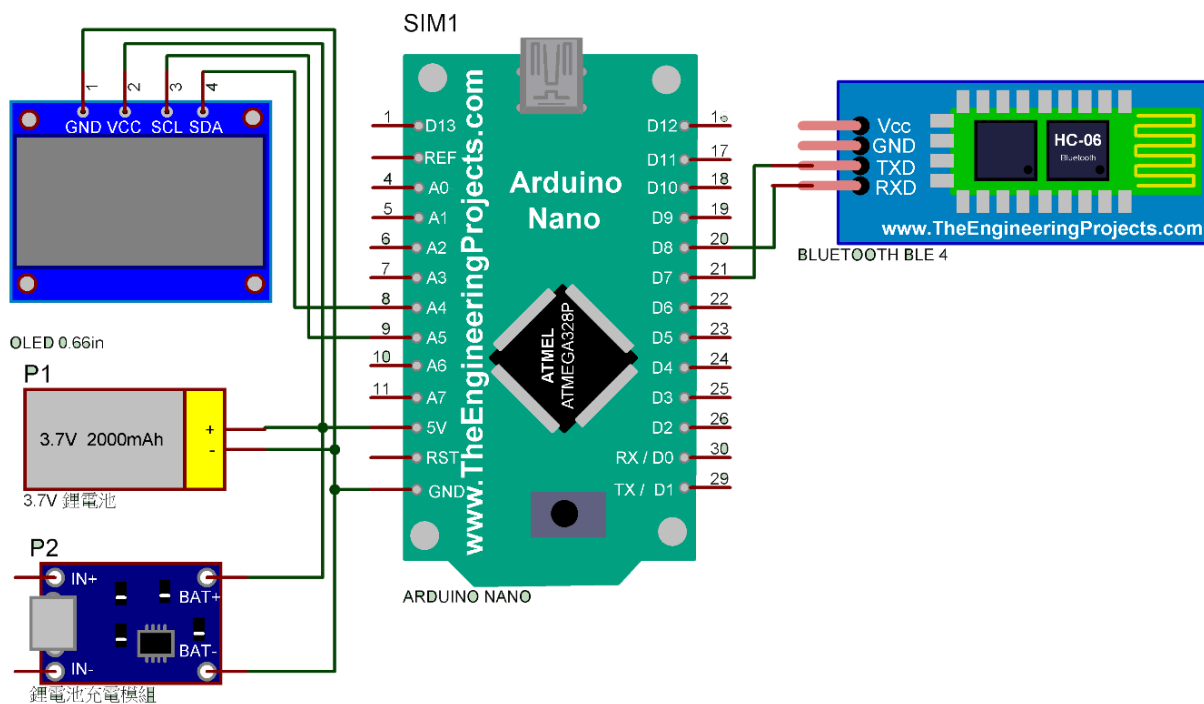 SIM1
1
2
3
4
GND VCC SCL SDA
OLED 0.66in
P1
3.7V 2000mAh
+
-
3.7V 鋰電池
P2
IN+
BAT+
BAT-
IN-
鋰電池充電模組
www.TheEngineeringProjects.com
Arduino
Nano
ATMEL
ATMEGA328P
1 D13
REF
4 A0
5 A1
6 A2
7 A3
8 A4
9 A5
10 A6
11 A7
5V
RST
GND
D12 16
D11 17
D10 18
D9 19
D8 20
D7 21
D6 22
D5 23
D4 24
D3 25
D2 26
RX / D0 30
TX / D1 29
ARDUINO NANO
Vcc
GND
TXD
RXD
HC-06
Bluetooth
www.TheEngineeringProjects.com
BLUETOOTH BLE 4